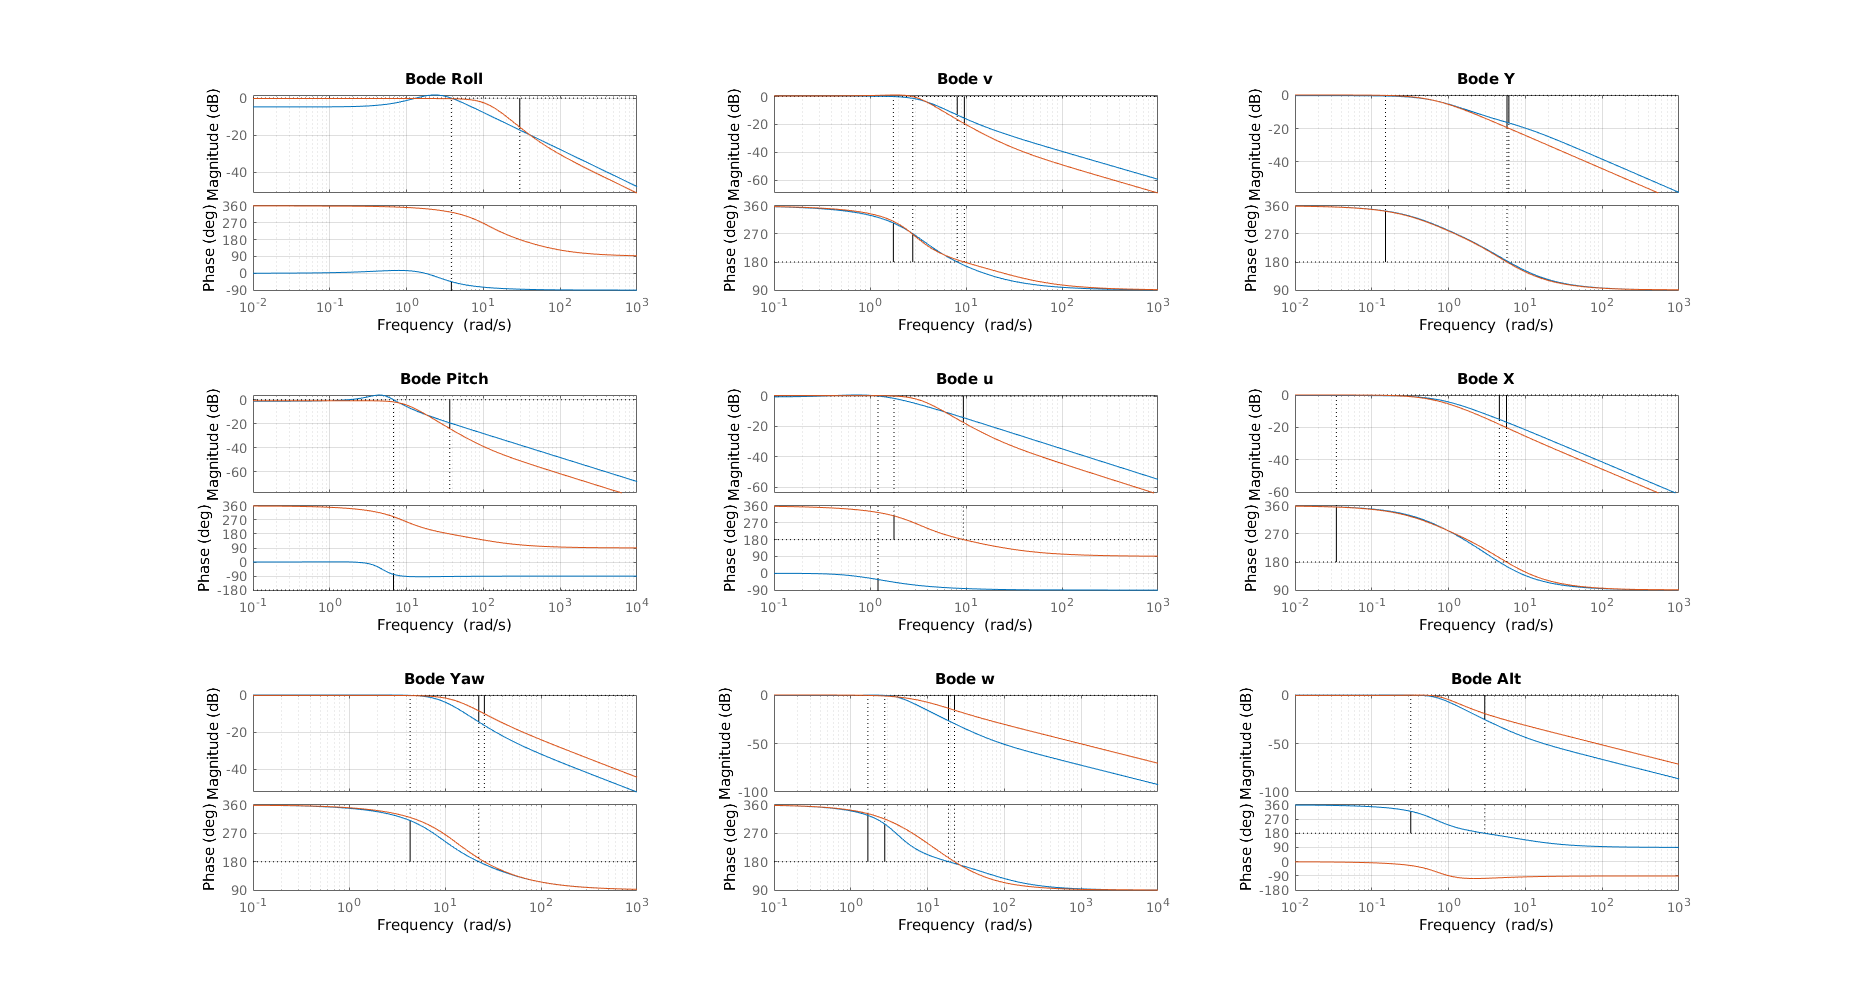 Bode Roll
Magnitude (dB)
0
-20
-40
Phase (deg)
360
270
180
90
0
-90
10^-2 10^-1 10^0 10^1 10^2 10^3
Frequency (rad/s)
Bode v
Magnitude (dB)
0
-20
-40
-60
Phase (deg)
360
270
180
90
10^-1 10^0 10^1 10^2 10^3
Frequency (rad/s)
Bode Y
Magnitude (dB)
0
-20
-40
Phase (deg)
360
270
180
90
10^-2 10^-1 10^0 10^1 10^2 10^3
Frequency (rad/s)
Bode Pitch
Magnitude (dB)
0
-20
-40
-60
Phase (deg)
360
270
180
90
0
-90
-180
10^-1 10^0 10^1 10^2 10^3 10^4
Frequency (rad/s)
Bode u
Magnitude (dB)
0
-20
-40
-60
Phase (deg)
360
270
180
90
0
-90
10^-1 10^0 10^1 10^2 10^3
Frequency (rad/s)
Bode X
Magnitude (dB)
0
-20
-40
-60
Phase (deg)
360
270
180
90
10^-2 10^-1 10^0 10^1 10^2 10^3
Frequency (rad/s)
Bode Yaw
Magnitude (dB)
0
-20
-40
Phase (deg)
360
270
180
90
10^-1 10^0 10^1 10^2 10^3
Frequency (rad/s)
Bode w
Magnitude (dB)
0
-50
-100
Phase (deg)
360
270
180
90
10^-1 10^0 10^1 10^2 10^3 10^4
Frequency (rad/s)
Bode Alt
Magnitude (dB)
0
-50
-100
Phase (deg)
360
270
180
90
0
-90
-180
10^-2 10^-1 10^0 10^1 10^2 10^3
Frequency (rad/s)